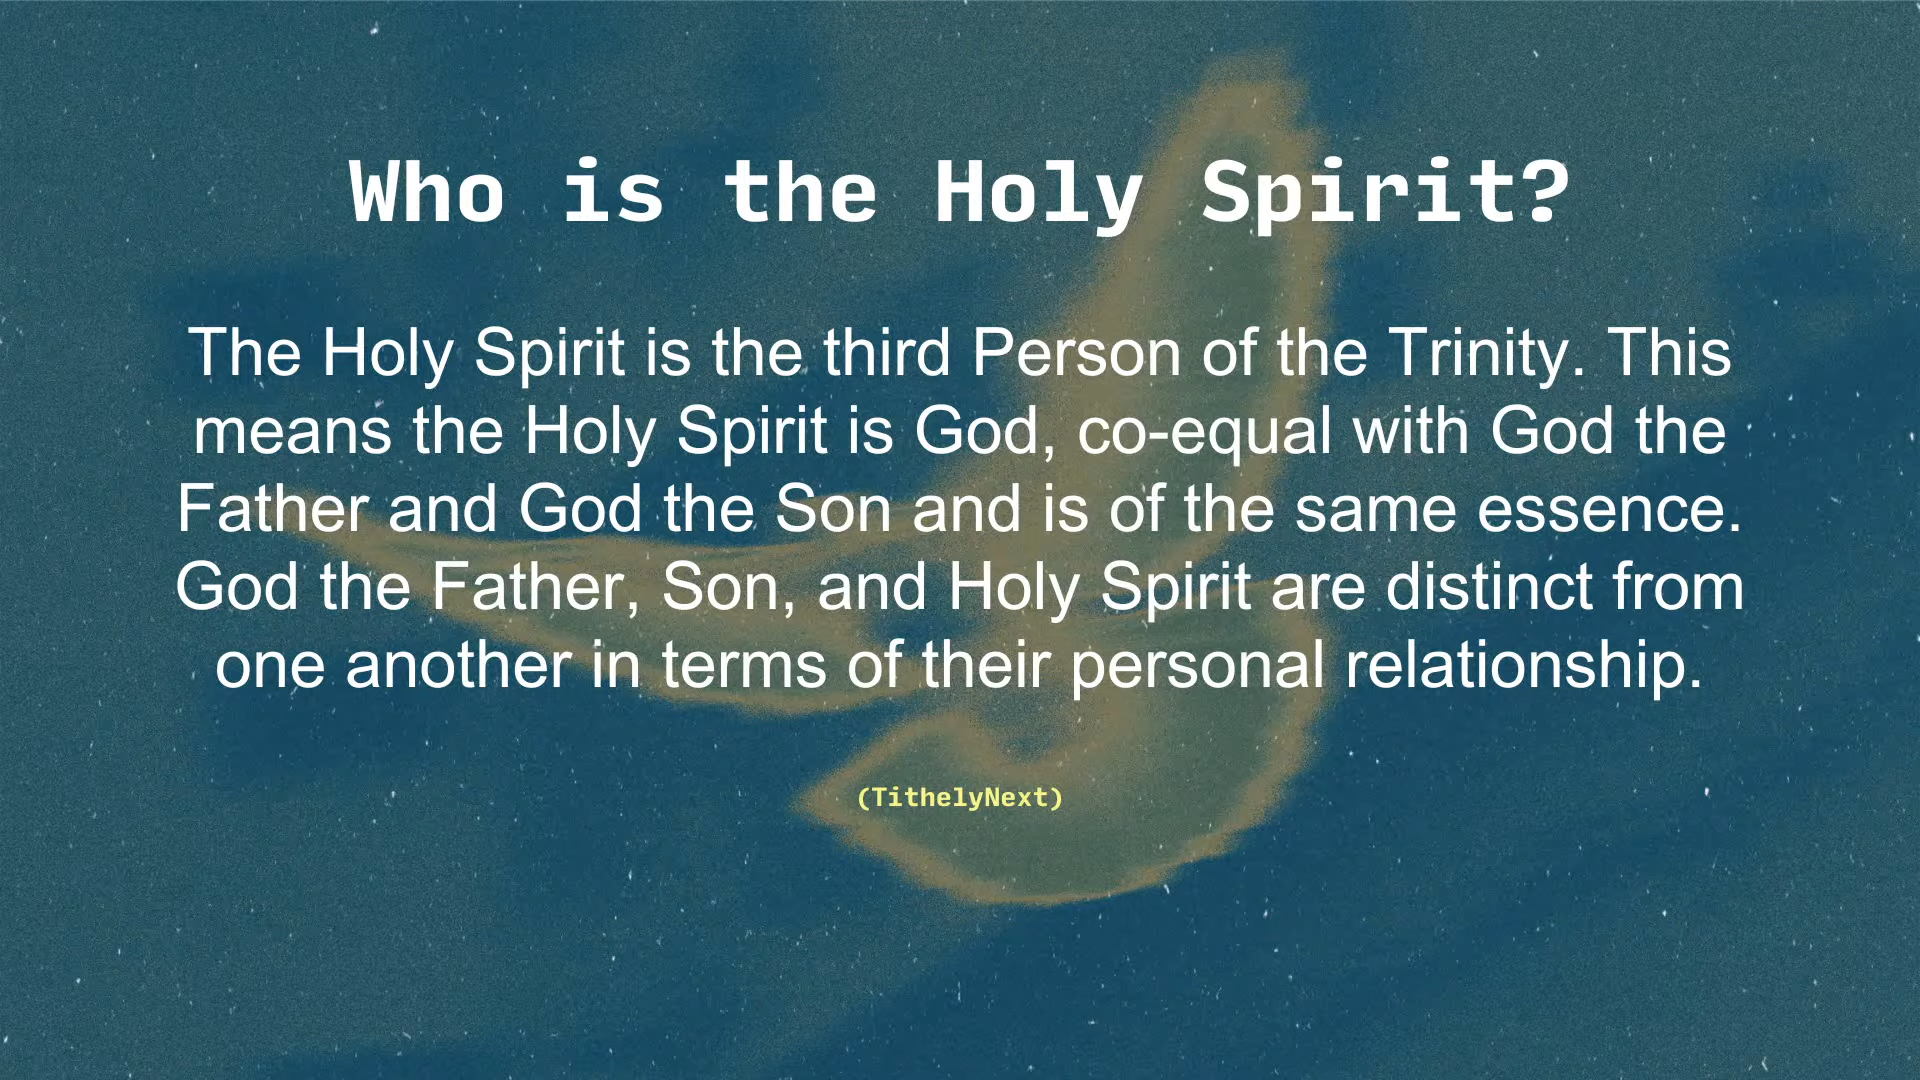 Who is the Holy Spirit?
The Holy Spirit is the third Person of the Trinity. This
means the Holy Spirit is God, co-equal with God the
Father and God the Son and is of the same essence.
God the Father, Son, and Holy Spirit are distinct from
one another in terms of their personal relationship.
(TithelyNext)